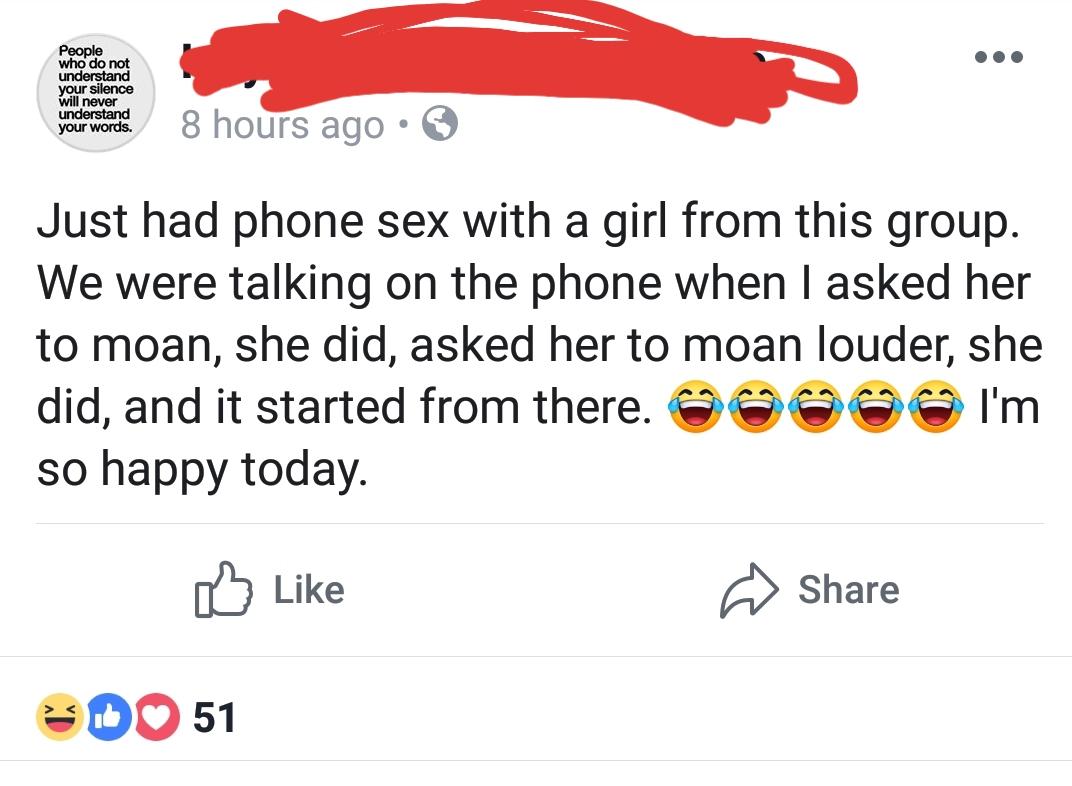 People
who do not
understand
your silence
will never
understand
your words.
8 hours ago •
Just had phone sex with a girl from this group.
We were talking on the phone when I asked her
to moan, she did, asked her to moan louder, she
did, and it started from there. 😂😂😂😂😂 I'm
so happy today.
Like
Share
51